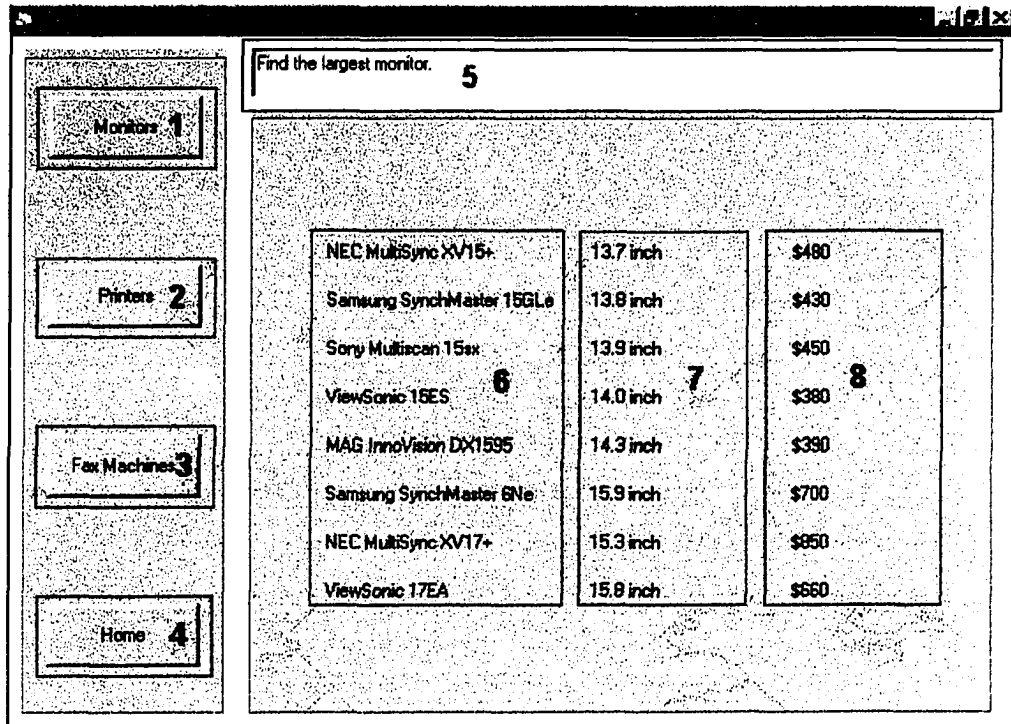 Find the largest monitor. 5
Monitors 1
Printers 2
Fax Machines 3
Home 4
NEC MultiSync XV15+ 13.7 inch $480
Samsung SynchMaster 15GLe 13.8 inch $430
Sony Multiscan 15sx 13.9 inch $450
6 7 8
ViewSonic 15ES 14.0 inch $380
MAG InnoVision DX1595 14.3 inch $390
Samsung SynchMaster 6Ne 15.9 inch $700
NEC MultiSync XV17+ 15.3 inch $850
ViewSonic 17EA 15.8 inch $660